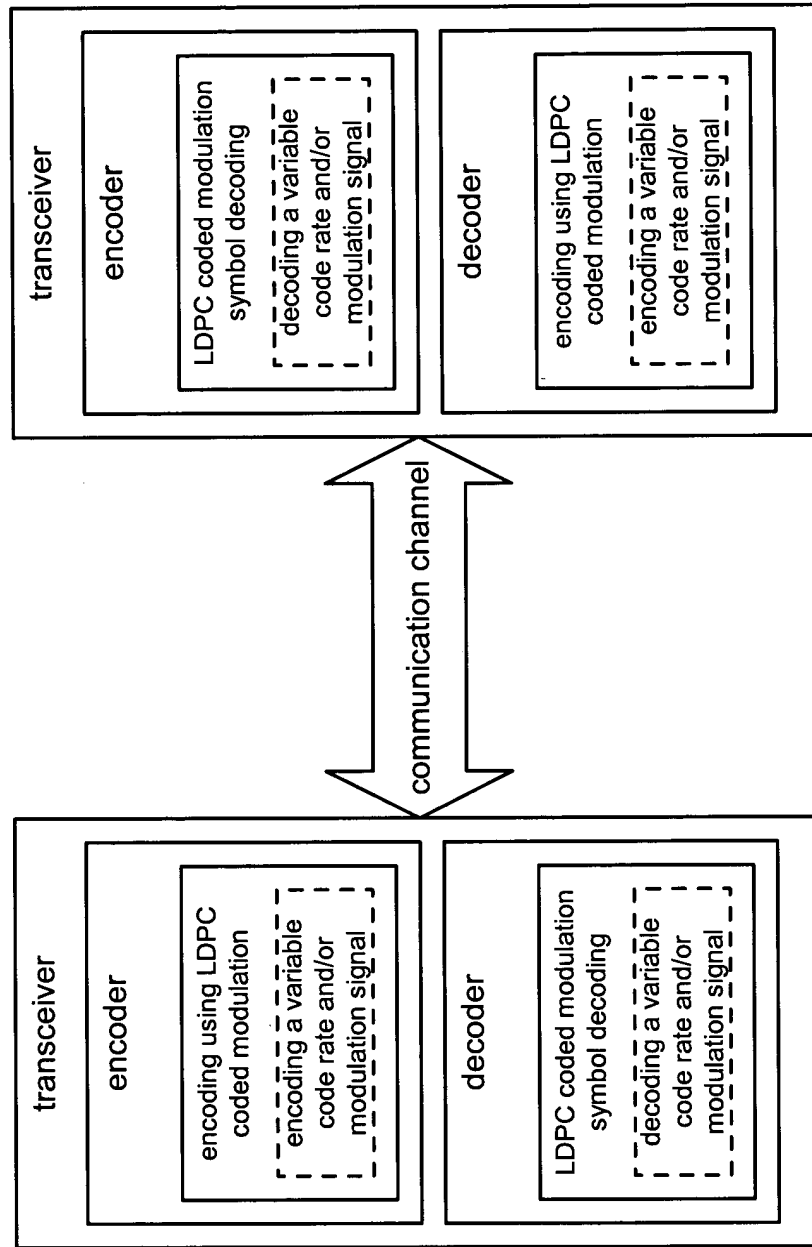 transceiver
encoder
encoding using LDPC
coded modulation
encoding a variable
code rate and/or
modulation signal
decoder
LDPC coded modulation
symbol decoding
decoding a variable
code rate and/or
modulation signal
communication channel
transceiver
encoder
LDPC coded modulation
symbol decoding
decoding a variable
code rate and/or
modulation signal
decoder
encoding using LDPC
coded modulation
encoding a variable
code rate and/or
modulation signal